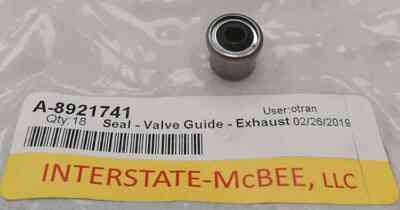 A-8921741
User:otran
Qty:18 Seal - Valve Guide - Exhaust 02/26/2019
INTERSTATE-McBEE, LLC